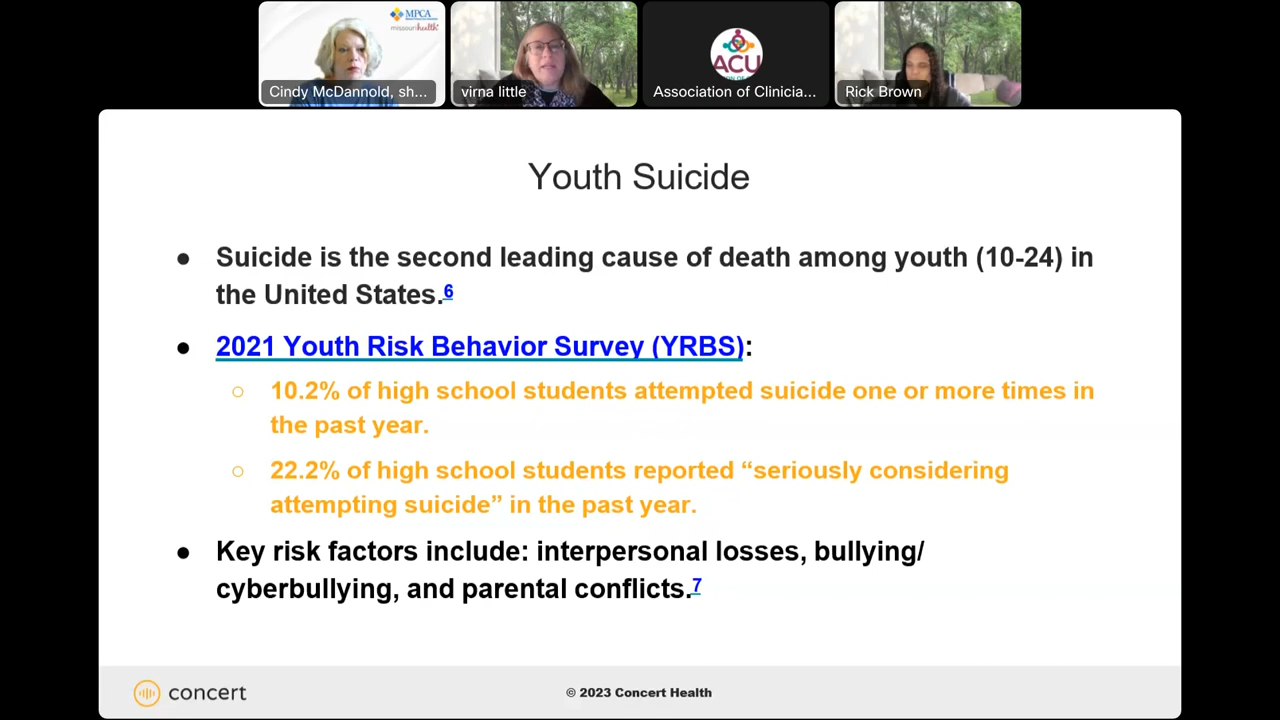 MPCA
missourihealth+
Cindy McDannold, sh...
virna little
ACU
Association of Clinicia...
Rick Brown
Youth Suicide
● Suicide is the second leading cause of death among youth (10-24) in
the United States.6
● 2021 Youth Risk Behavior Survey (YRBS):
○ 10.2% of high school students attempted suicide one or more times in
the past year.
○ 22.2% of high school students reported “seriously considering
attempting suicide” in the past year.
● Key risk factors include: interpersonal losses, bullying/
cyberbullying, and parental conflicts.7
concert
© 2023 Concert Health